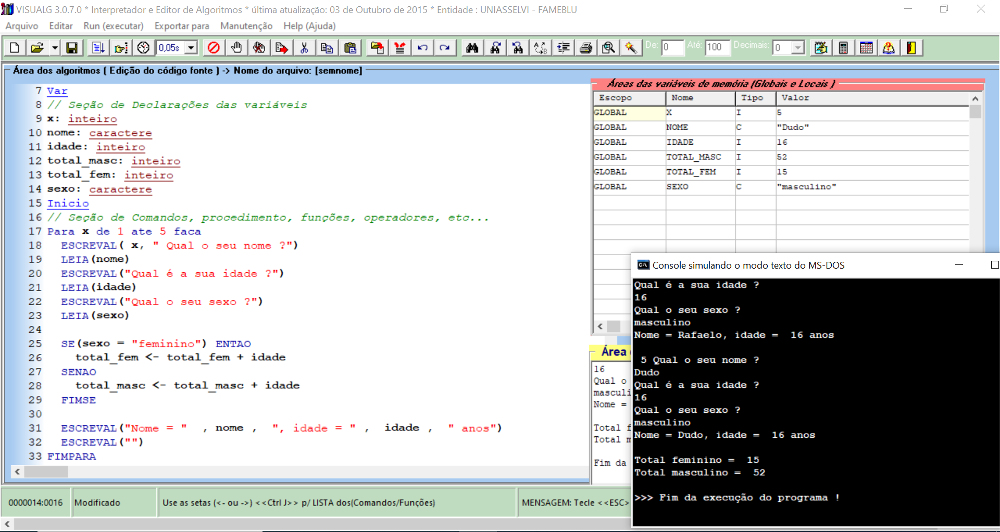 VISUALG 3.0.7.0 * Interpretador e Editor de Algoritmos * última atualização: 03 de Outubro de 2015 * Entidade : UNIASSELVI - FAMEBLU
Arquivo Editar Run (executar) Exportar para Manutenção Help (Ajuda)
0,05s De: 0 Até: 100 Decimais: 0
Área dos algoritmos ( Edição do código fonte ) -> Nome do arquivo: [semnome]
7 Var
8 // Seção de Declarações das variáveis
9 x: inteiro
10 nome: caractere
11 idade: inteiro
12 total_masc: inteiro
13 total_fem: inteiro
14 sexo: caractere
15 Inicio
16 // Seção de Comandos, procedimento, funções, operadores, etc...
17 Para x de 1 ate 5 faca
18 ESCREVAL( x, " Qual o seu nome ?")
19 LEIA(nome)
20 ESCREVAL("Qual é a sua idade ?")
21 LEIA(idade)
22 ESCREVAL("Qual o seu sexo ?")
23 LEIA(sexo)
24
25 SE(sexo = "feminino") ENTAO
26 total_fem <- total_fem + idade
27 SENAO
28 total_masc <- total_masc + idade
29 FIMSE
30
31 ESCREVAL("Nome = " , nome , ", idade = " , idade , " anos")
32 ESCREVAL("")
33 FIMPARA
Áreas das variáveis de memória (Globais e Locais )
Escopo Nome Tipo Valor
GLOBAL X I 5
GLOBAL NOME C "Dudo"
GLOBAL IDADE I 16
GLOBAL TOTAL_MASC I 52
GLOBAL TOTAL_FEM I 15
GLOBAL SEXO C "masculino"
Área
16
Qual o
masculi
Nome =
Total f
Total m
Fim da
Console simulando o modo texto do MS-DOS
Qual é a sua idade ?
16
Qual o seu sexo ?
masculino
Nome = Rafaelo, idade = 16 anos
5 Qual o seu nome ?
Dudo
Qual é a sua idade ?
16
Qual o seu sexo ?
masculino
Nome = Dudo, idade = 16 anos
Total feminino = 15
Total masculino = 52
>>> Fim da execução do programa !
0000014:0016 Modificado Use as setas (<- ou ->) <<Ctrl J>> p/ LISTA dos(Comandos/Funções) MENSAGEM: Tecle <<ESC>